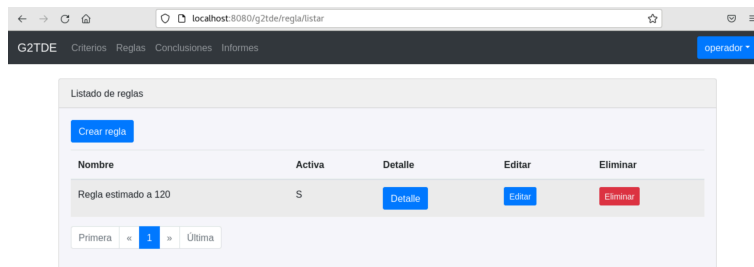 localhost:8080/g2tde/regla/listar
G2TDE Criterios Reglas Conclusiones Informes operador
Listado de reglas
Crear regla
Nombre Activa Detalle Editar Eliminar
Regla estimado a 120 S Detalle Editar Eliminar
Primera « 1 » Última